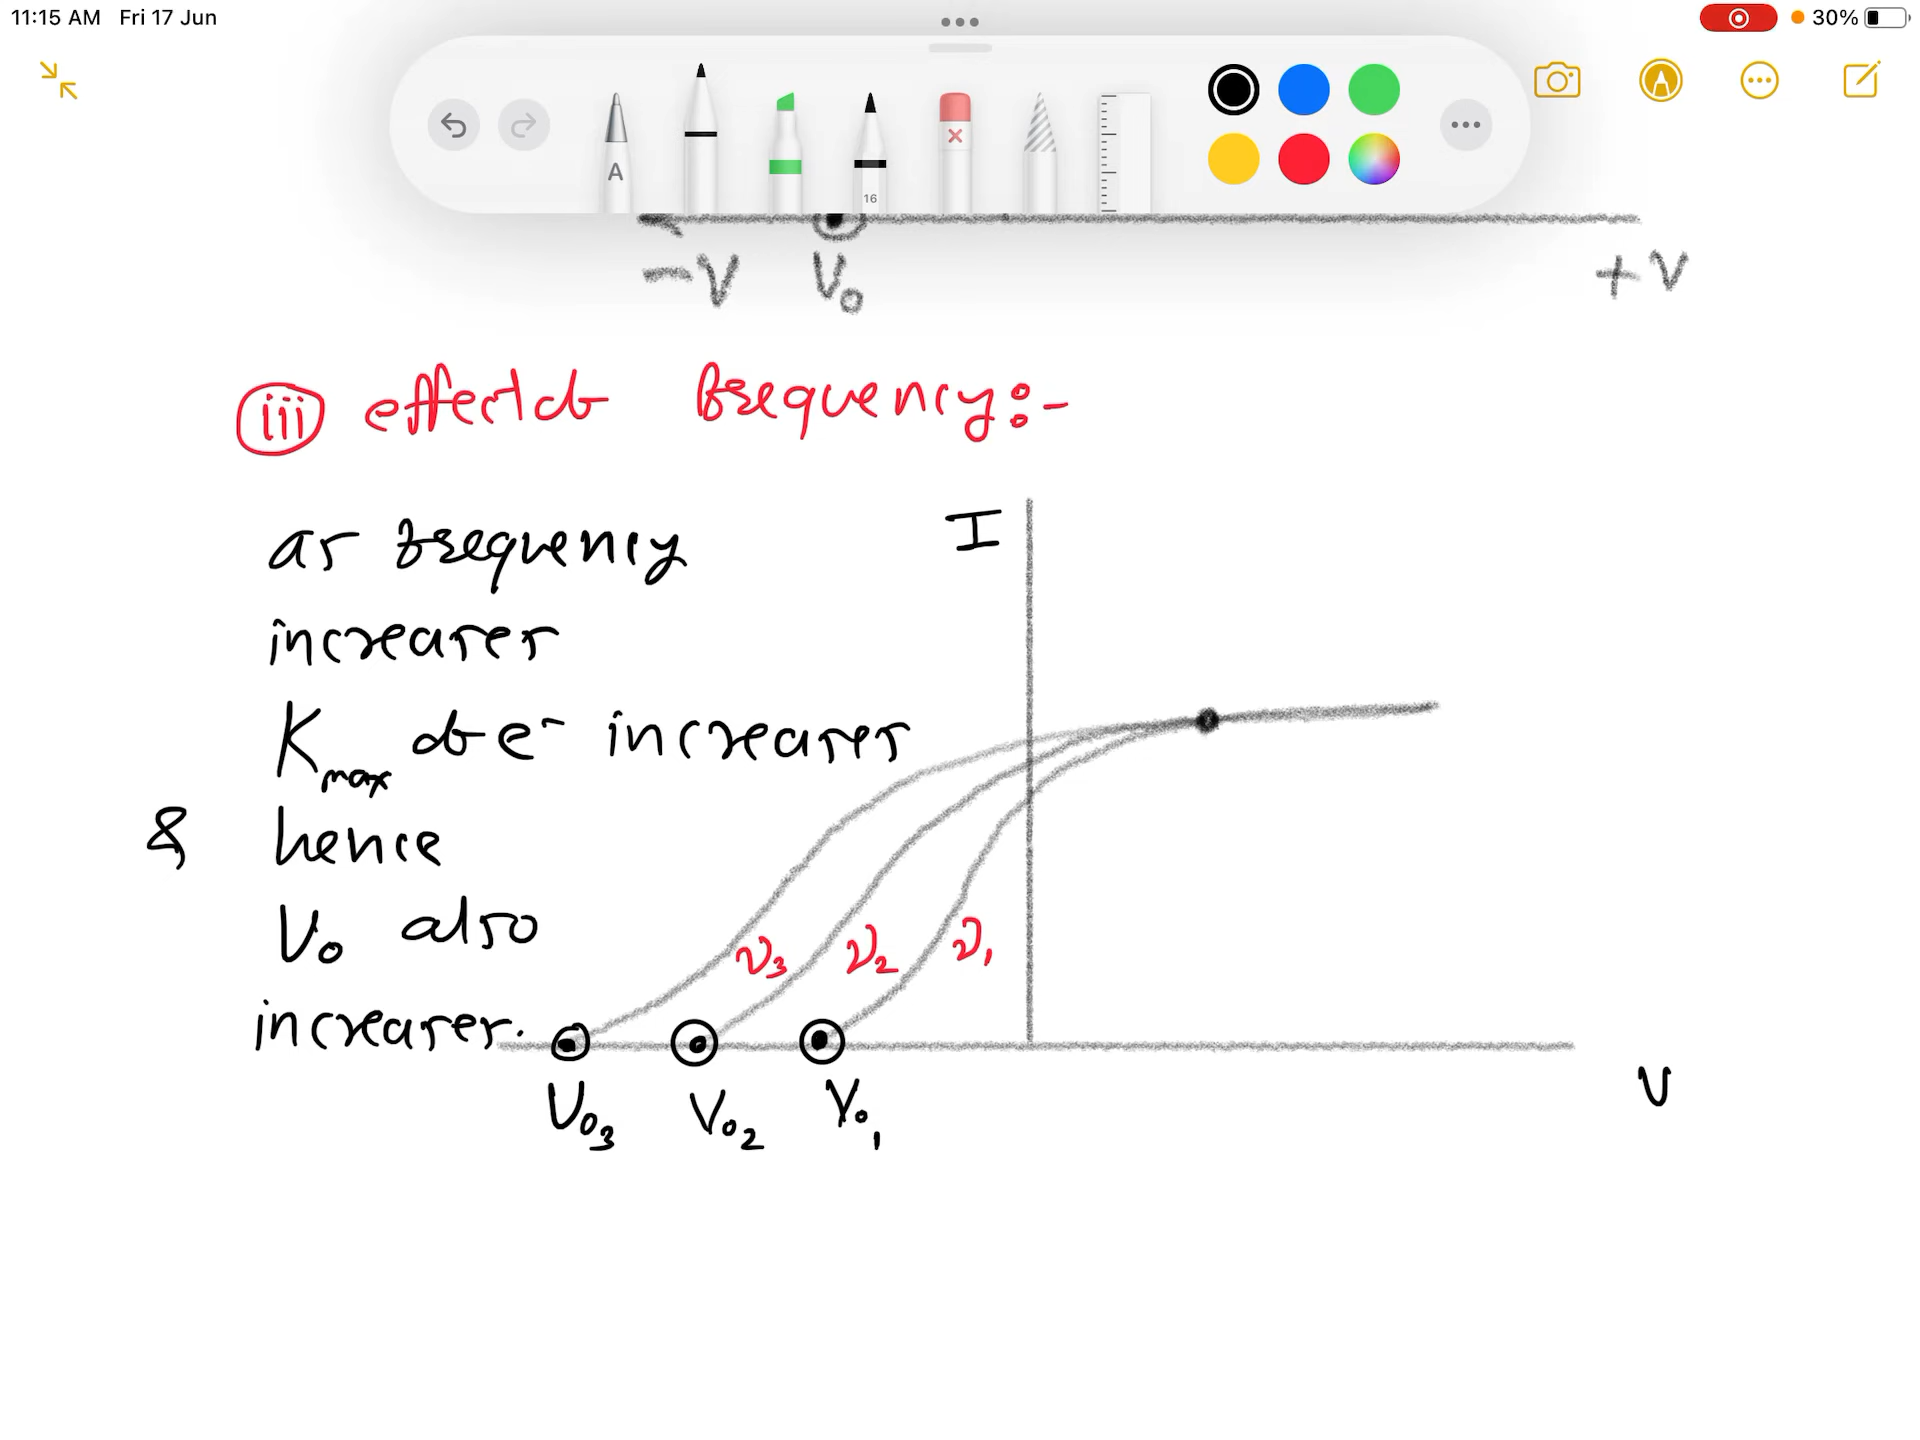 11:15 AM Fri 17 Jun
30%
A
16
-V V₀ +V
(iii) effect of frequency:-
as frequency
increases
Kmax of e⁻ increases
& hence
V₀ also
increases.
I
ν₃ ν₂ ν₁
V₀₃ V₀₂ V₀₁
V